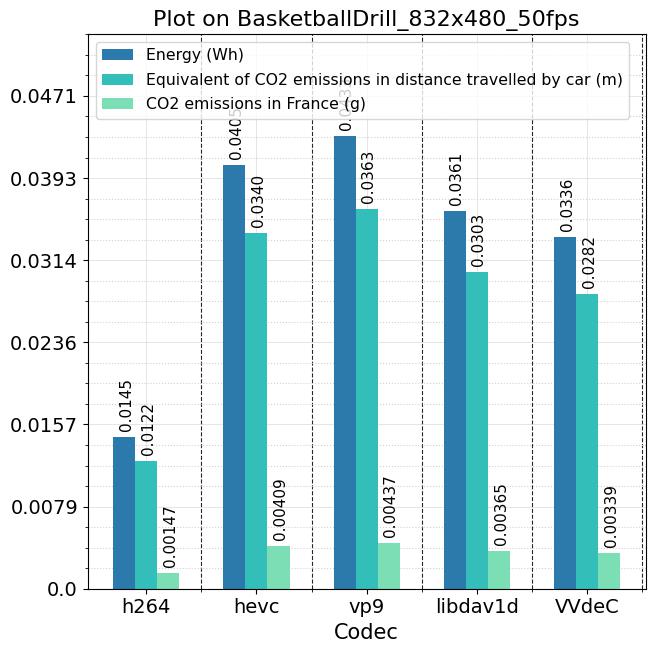 Plot on BasketballDrill_832x480_50fps
Energy (Wh)
Equivalent of CO2 emissions in distance travelled by car (m)
CO2 emissions in France (g)
0.0471
0.0393
0.0314
0.0236
0.0157
0.0079
0.0
0.0145
0.0122
0.00147
0.0405
0.0340
0.00409
0.0363
0.00437
0.0361
0.0303
0.00365
0.0336
0.0282
0.00339
h264
hevc
vp9
libdav1d
VVdeC
Codec